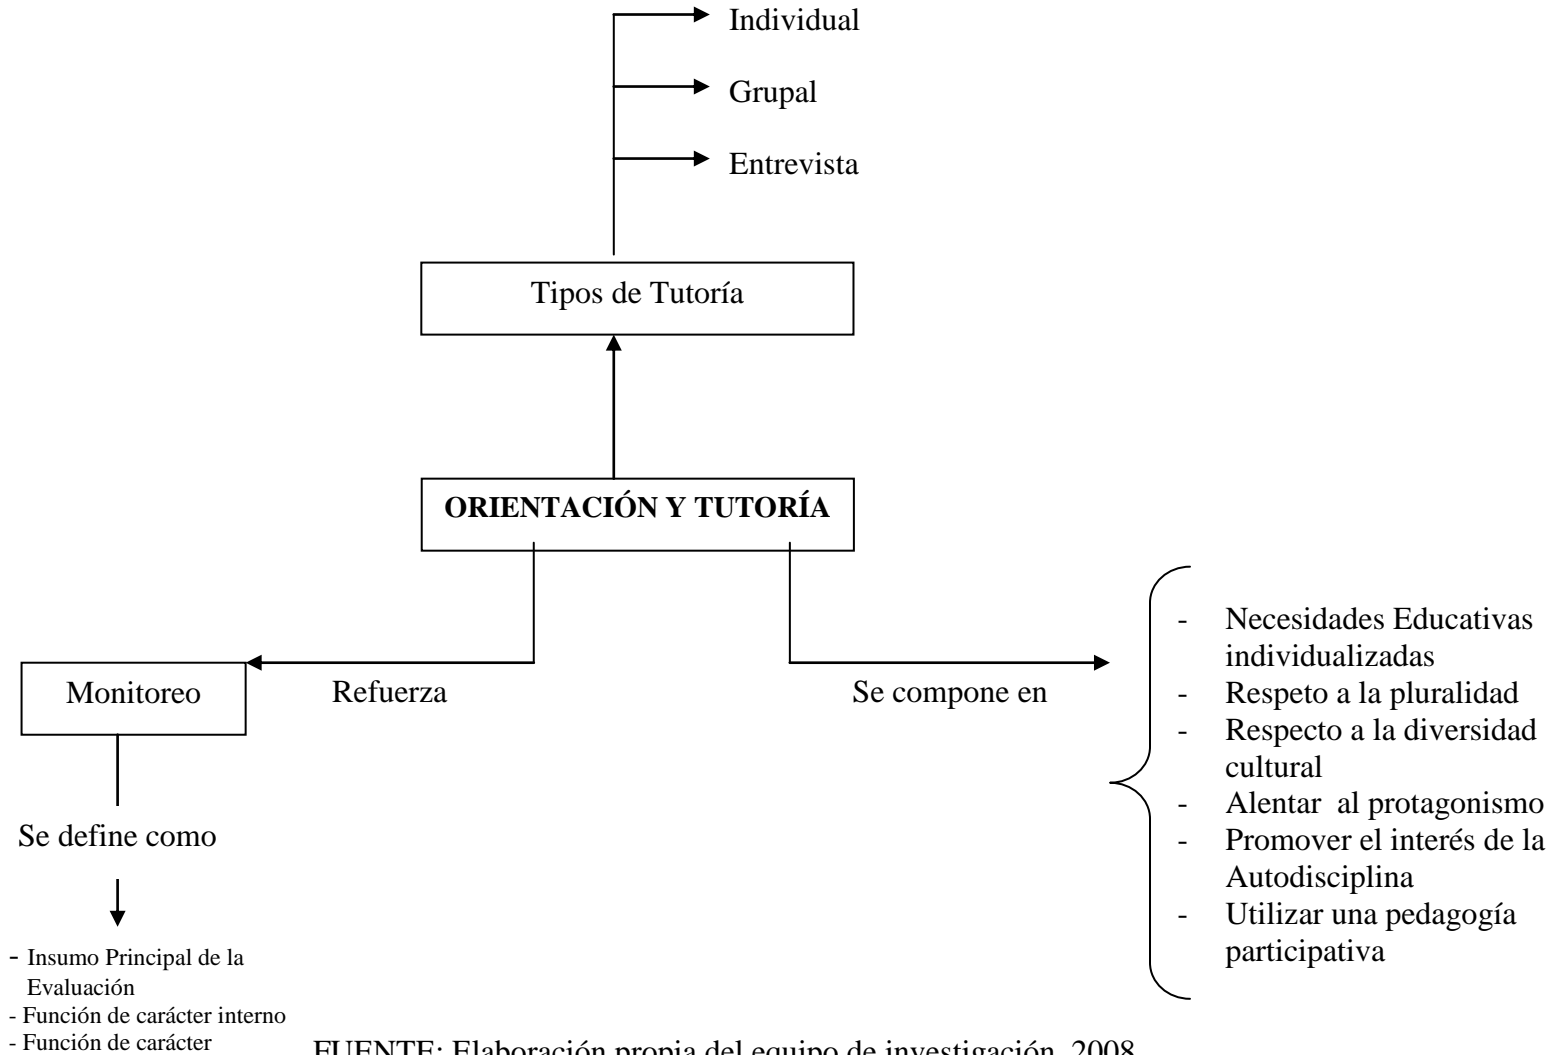 Individual
Grupal
Entrevista
Tipos de Tutoría
ORIENTACIÓN Y TUTORÍA
Monitoreo
Refuerza
Se compone en
- Necesidades Educativas
individualizadas
- Respeto a la pluralidad
- Respecto a la diversidad
cultural
- Alentar al protagonismo
- Promover el interés de la
Autodisciplina
- Utilizar una pedagogía
participativa
Se define como
- Insumo Principal de la
Evaluación
- Función de carácter interno
- Función de carácter
FUENTE: Elaboración propia del equipo de investigación, 2008